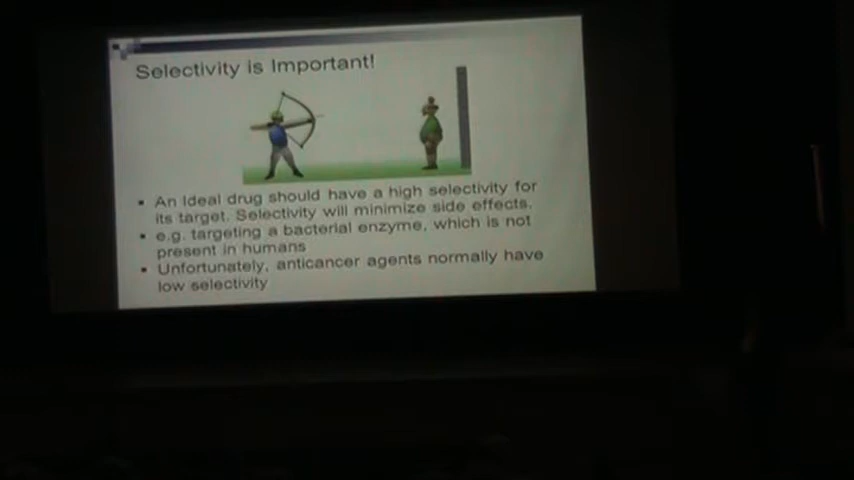 Selectivity is Important!
▪ An Ideal drug should have a high selectivity for
its target. Selectivity will minimize side effects.
▪ e.g. targeting a bacterial enzyme, which is not
present in humans
▪ Unfortunately, anticancer agents normally have
low selectivity